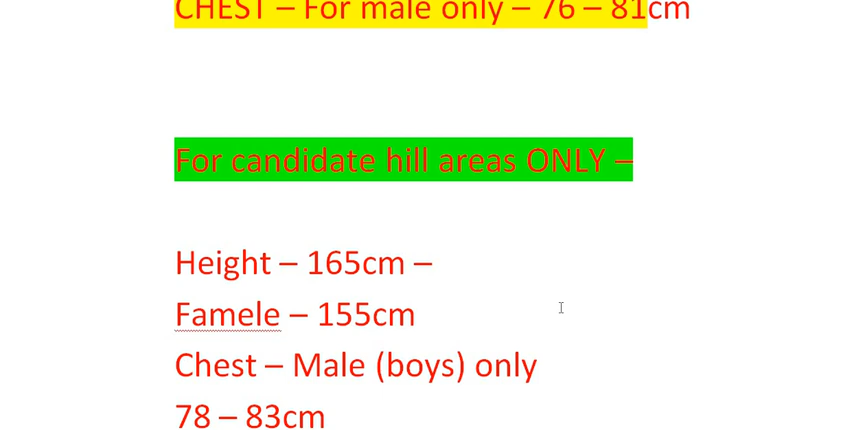 CHEST – For male only – 76 – 81cm
For candidate hill areas ONLY –
Height – 165cm –
Famele – 155cm
Chest – Male (boys) only
78 – 83cm